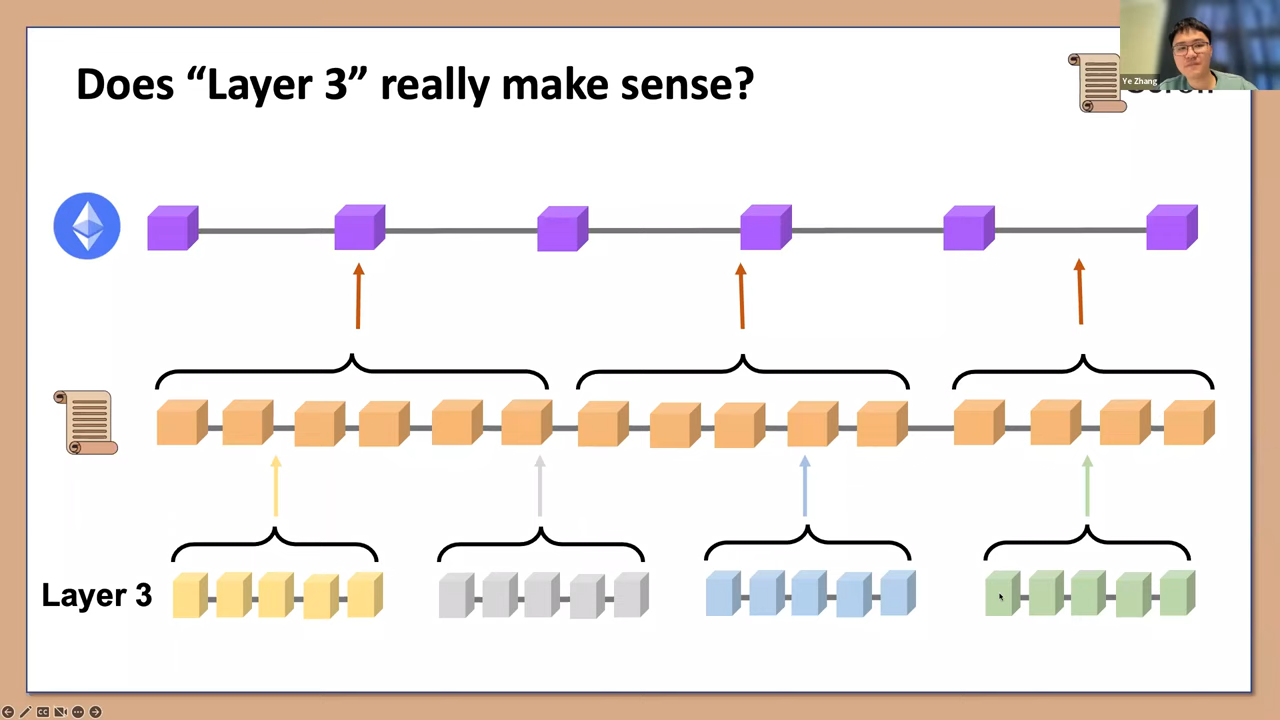 Does “Layer 3” really make sense?
Ye Zhang
Layer 3